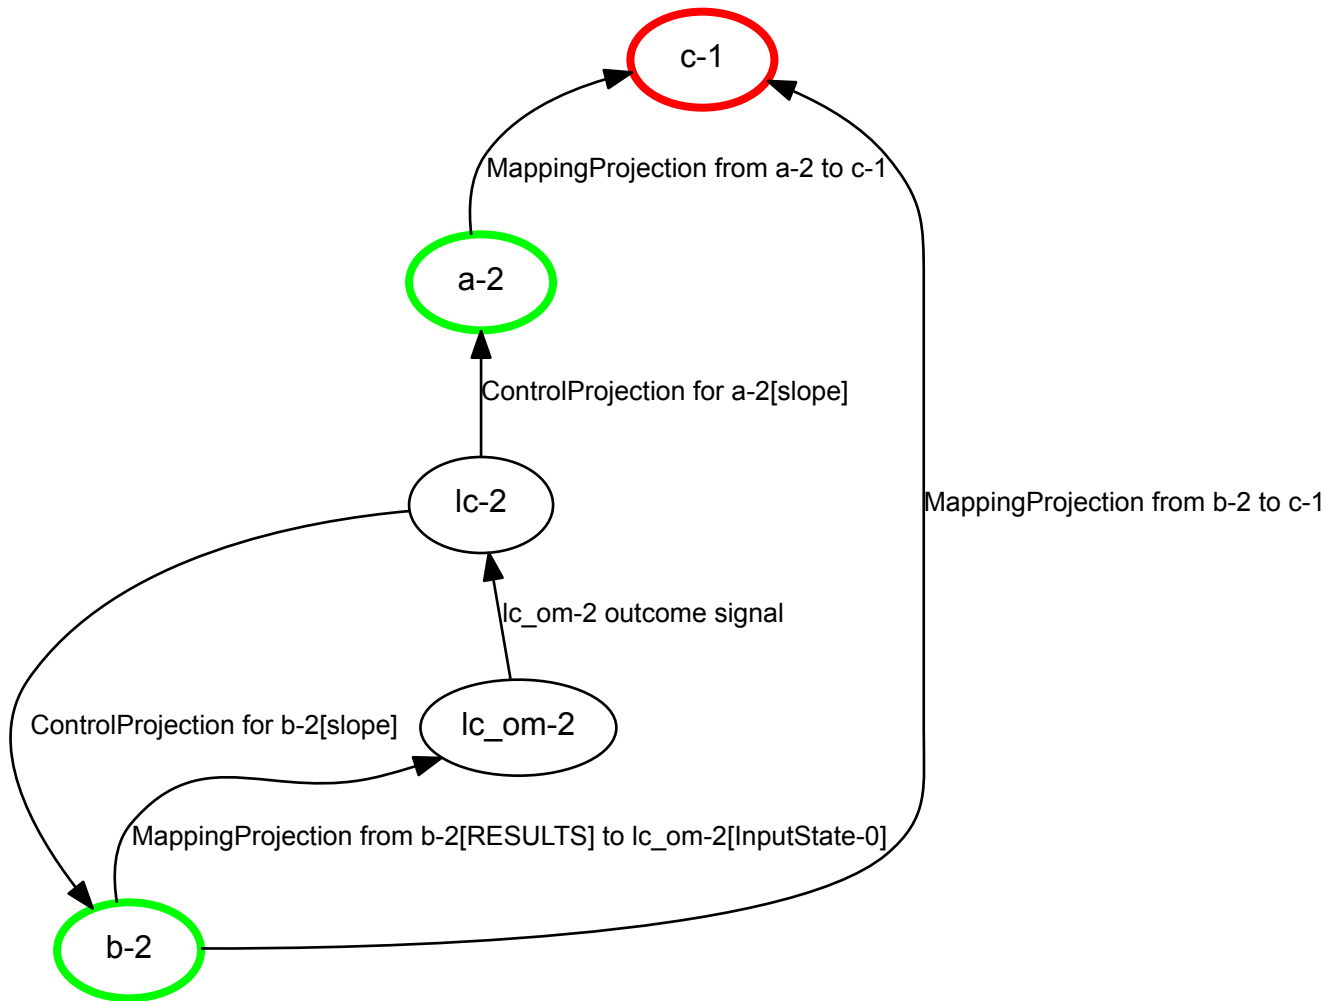 c-1
MappingProjection from a-2 to c-1
a-2
ControlProjection for a-2[slope]
lc-2
MappingProjection from b-2 to c-1
lc_om-2 outcome signal
ControlProjection for b-2[slope]
lc_om-2
MappingProjection from b-2[RESULTS] to lc_om-2[InputState-0]
b-2